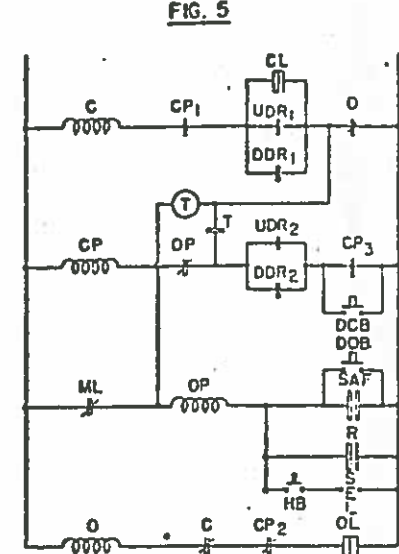 FIG. 5
CL
C CP1 UDR1 O
DDR1
T
T UDR2
CP OP DDR2 CP3
DCB
DOB
ML OP SAF
R
HB
O C CP2 OL